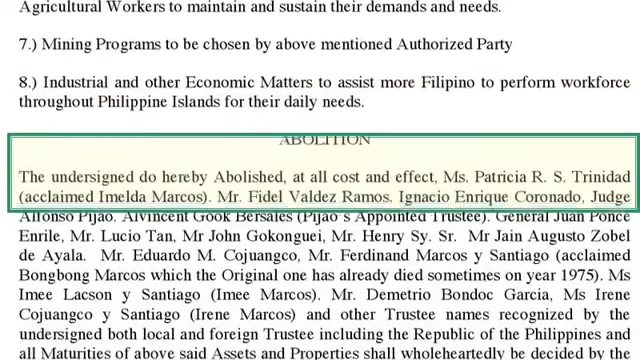 Agricultural Workers to maintain and sustain their demands and needs.
7.) Mining Programs to be chosen by above mentioned Authorized Party
8.) Industrial and other Economic Matters to assist more Filipino to perform workforce
throughout Philippine Islands for their daily needs.
ABOLITION
The undersigned do hereby Abolished, at all cost and effect, Ms. Patricia R. S. Trinidad
(acclaimed Imelda Marcos). Mr. Fidel Valdez Ramos. Ignacio Enrique Coronado, Judge
Alfonso Pijao. Alvincent Gook Bersales (Pijao's Appointed Trustee). General Juan Ponce
Enrile, Mr. Lucio Tan, Mr John Gokonguei, Mr. Henry Sy. Sr. Mr Jain Augusto Zobel
de Ayala. Mr. Eduardo M. Cojuangco, Mr. Ferdinand Marcos y Santiago (acclaimed
Bongbong Marcos which the Original one has already died sometimes on year 1975). Ms
Imee Lacson y Santiago (Imee Marcos). Mr. Demetrio Bondoc Garcia, Ms Irene
Cojuangco y Santiago (Irene Marcos) and other Trustee names recognized by the
undersigned both local and foreign Trustee including the Republic of the Philippines and
all Maturities of above said Assets and Properties shall wholeheartedly be decided by the